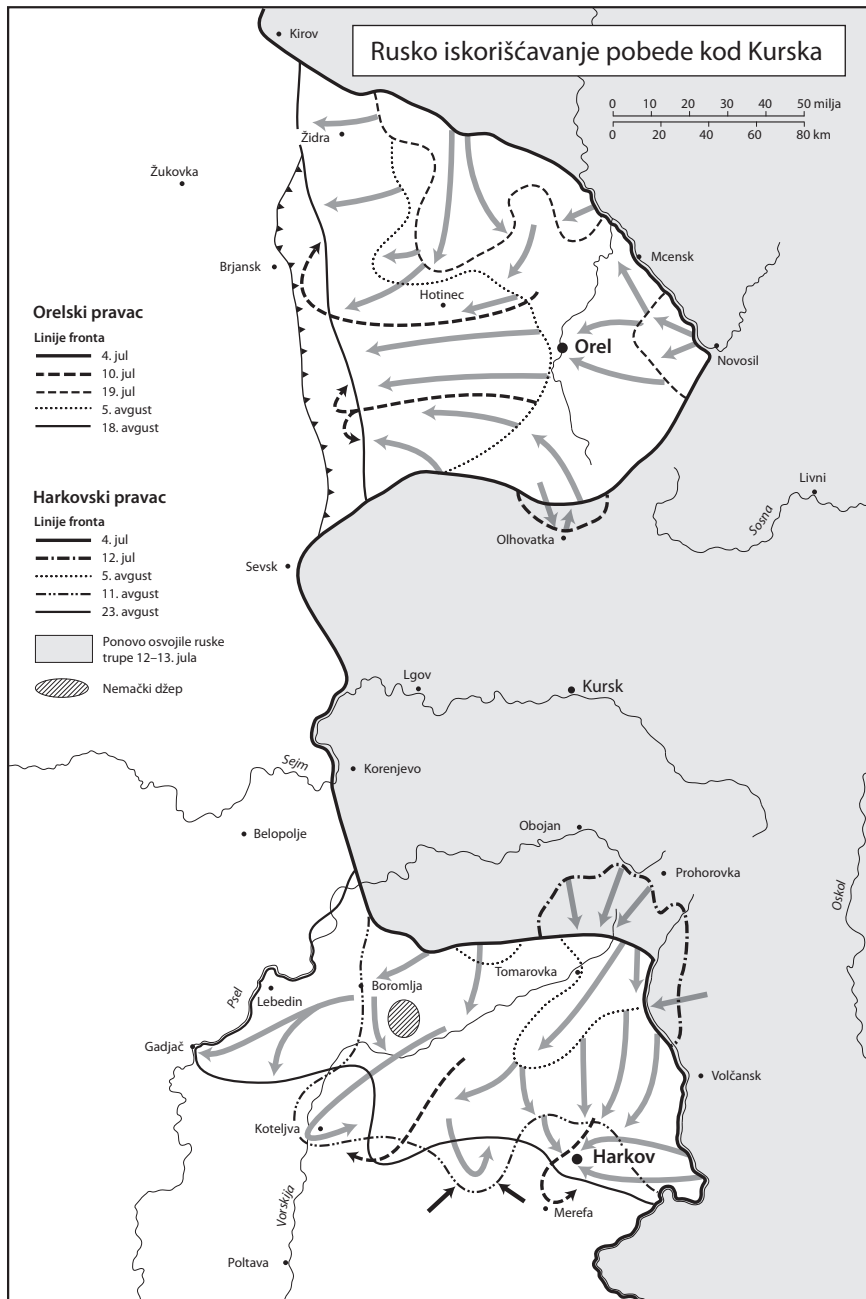 Rusko iskorišćavanje pobede kod Kurska
0 10 20 30 40 50 milja
0 20 40 60 80 km
Kirov
Židra
Žukovka
Brjansk
Mcensk
Hotinec
Orel
Novosil
Orelski pravac
Linije fronta
4. jul
10. jul
19. jul
5. avgust
18. avgust
Livni
Sosna
Olhovatka
Harkovski pravac
Linije fronta
4. jul
12. jul
5. avgust
11. avgust
23. avgust
Ponovo osvojile ruske
trupe 12–13. jula
Nemački džep
Sevsk
Lgov
Kursk
Sejm
Korenjevo
Belopolje
Obojan
Prohorovka
Oskol
Psel
Lebedin
Boromlja
Tomarovka
Gadjač
Volčansk
Koteljva
Harkov
Vorskija
Merefa
Poltava